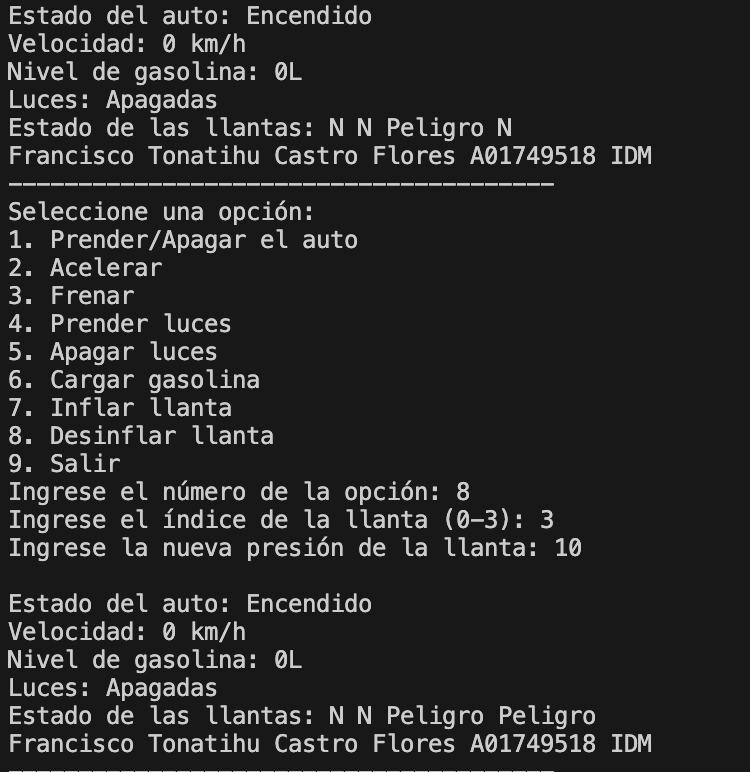 Estado del auto: Encendido
Velocidad: 0 km/h
Nivel de gasolina: 0L
Luces: Apagadas
Estado de las llantas: N N Peligro N
Francisco Tonatihu Castro Flores A01749518 IDM
---------------------------------------
Seleccione una opción:
1. Prender/Apagar el auto
2. Acelerar
3. Frenar
4. Prender luces
5. Apagar luces
6. Cargar gasolina
7. Inflar llanta
8. Desinflar llanta
9. Salir
Ingrese el número de la opción: 8
Ingrese el índice de la llanta (0-3): 3
Ingrese la nueva presión de la llanta: 10

Estado del auto: Encendido
Velocidad: 0 km/h
Nivel de gasolina: 0L
Luces: Apagadas
Estado de las llantas: N N Peligro Peligro
Francisco Tonatihu Castro Flores A01749518 IDM
---------------------------------------